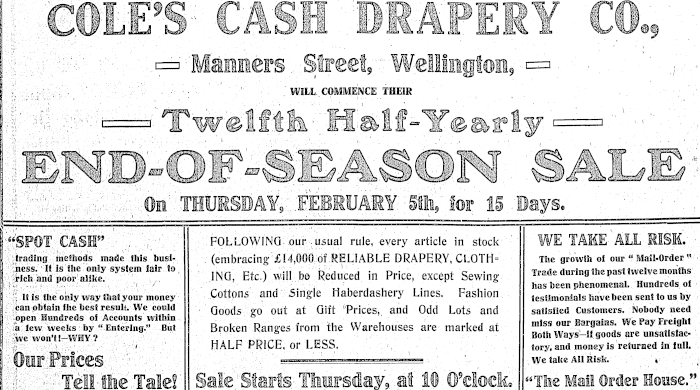 COLE'S CASH DRAPERY CO.,
Manners Street, Wellington,
WILL COMMENCE THEIR
Twelfth Half-Yearly
END-OF-SEASON SALE
On THURSDAY, FEBRUARY 5th, for 15 Days.
"SPOT CASH"
trading methods made this busi-
ness. It is the only system fair to
rich and poor alike.
It is the only way that your money
can obtain the best result. We could
open Hundreds of Accounts within
a few weeks by "Entering." But
we won't!—WHY?
Our Prices
Tell the Tale!
FOLLOWING our usual rule, every article in stock
(embracing £14,000 of RELIABLE DRAPERY, CLOTH-
ING, Etc.) will be Reduced in Price, except Sewing
Cottons and Single Haberdashery Lines. Fashion
Goods go out at Gift Prices, and Odd Lots and
Broken Ranges from the Warehouses are marked at
HALF PRICE, or LESS.
Sale Starts Thursday, at 10 O'clock.
WE TAKE ALL RISK.
The growth of our "Mail-Order"
Trade during the past twelve months
has been phenomenal. Hundreds of
testimonials have been sent to us by
satisfied Customers. Nobody need
miss our Bargains. We Pay Freight
Both Ways—If goods are unsatisfac-
tory, and money is returned in full.
We take All Risk.
"The Mail Order House."